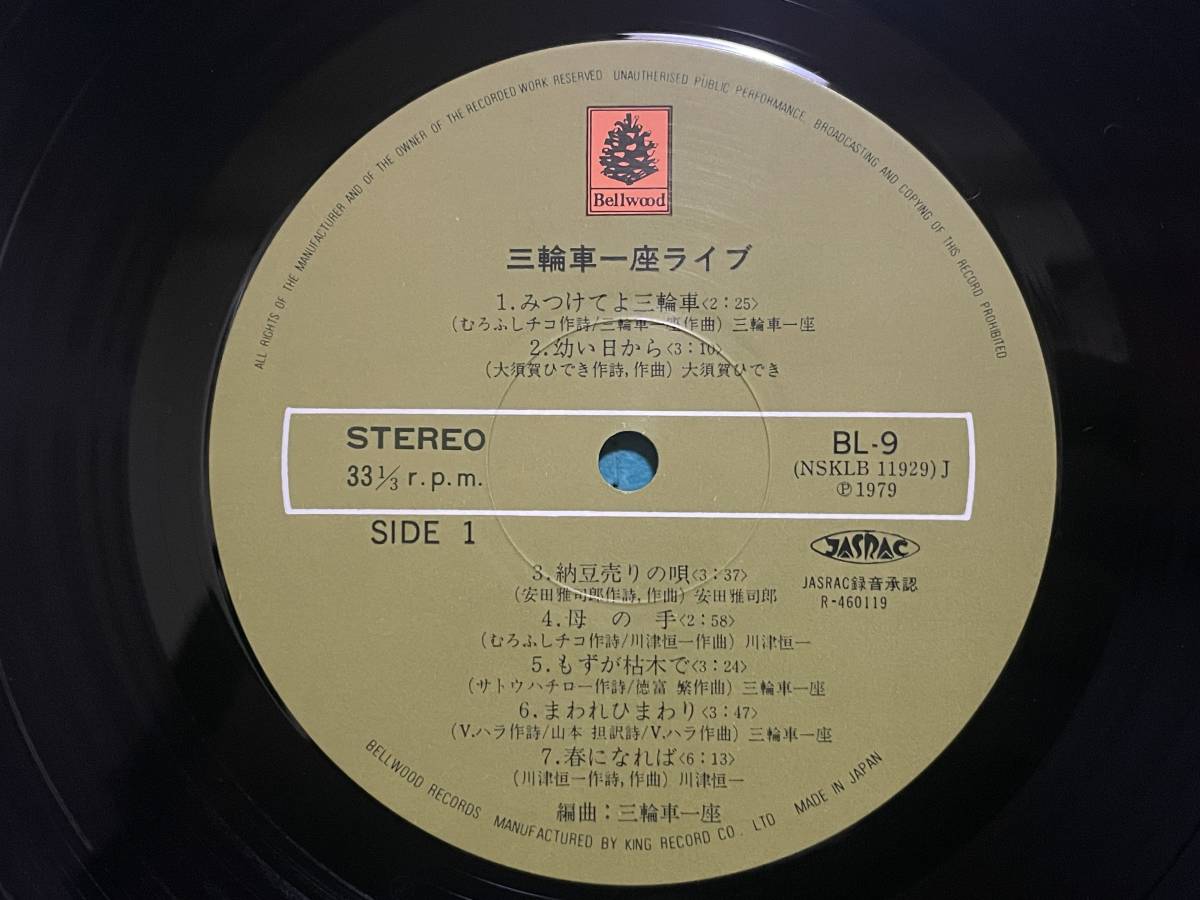 ALL RIGHTS OF THE MANUFACTURER AND OF THE OWNER OF THE RECORDED WORK RESERVED UNAUTHORISED PUBLIC PERFORMANCE, BROADCASTING AND COPYING OF THIS RECORD PROHIBITED
Bellwood
三輪車一座ライブ
1.みつけてよ三輪車<2:25>
(むろふしチコ作詩/三輪車一座作曲) 三輪車一座
2.幼い日から<3:10>
(大須賀ひでき作詩,作曲) 大須賀ひでき
STEREO
33 1/3 r.p.m.
BL-9
(NSKLB 11929) J
Ⓟ1979
SIDE 1
JASRAC
JASRAC録音承認
R-460119
3.納豆売りの唄<3:37>
(安田雅司郎作詩,作曲) 安田雅司郎
4.母の手<2:58>
(むろふしチコ作詩/川津恒一作曲) 川津恒一
5.もずが枯木で<3:24>
(サトウハチロー作詩/徳富 繁作曲) 三輪車一座
6.まわれひまわり<3:47>
(V.ハラ作詩/山本 担訳詩/V.ハラ作曲) 三輪車一座
7.春になれば<6:13>
(川津恒一作詩,作曲) 川津恒一
編曲:三輪車一座
BELLWOOD RECORDS MANUFACTURED BY KING RECORD CO., LTD MADE IN JAPAN